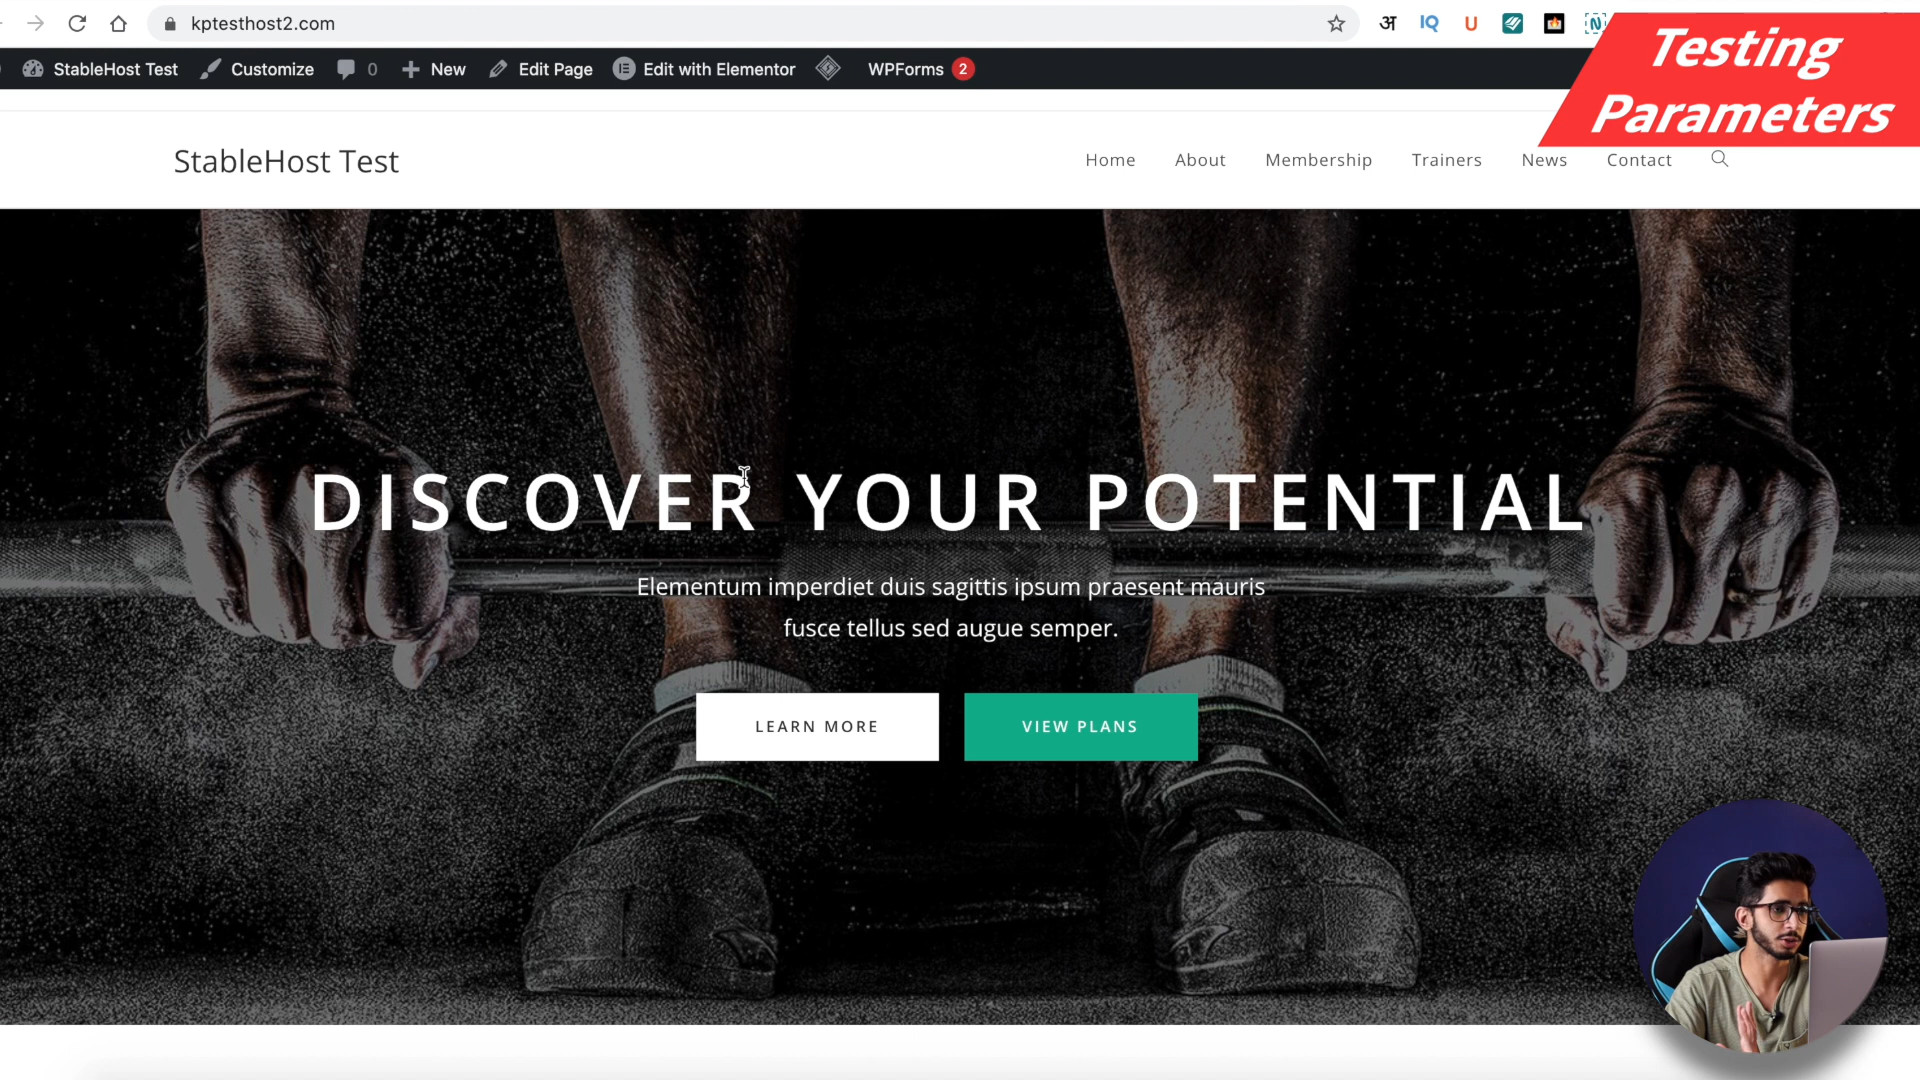 kptesthost2.com
अ IQ U N
Testing
Parameters
StableHost Test Customize 0 New Edit Page Edit with Elementor WPForms 2
StableHost Test
Home About Membership Trainers News Contact
DISCOVER YOUR POTENTIAL
Elementum imperdiet duis sagittis ipsum praesent mauris
fusce tellus sed augue semper.
LEARN MORE VIEW PLANS